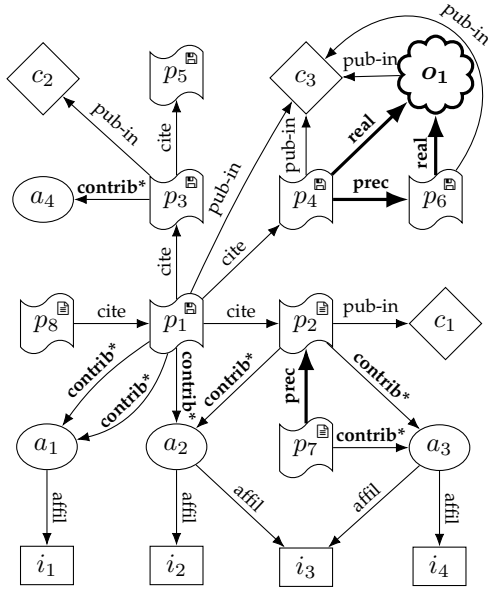 pub-in
c₂
p₅
c₃
pub-in
o₁
pub-in
cite
pub-in
real
real
a₄
contrib*
p₃
pub-in
p₄
prec
p₆
cite
cite
p₈
cite
p₁
cite
p₂
pub-in
c₁
contrib*
contrib*
contrib*
contrib*
prec
contrib*
a₁
a₂
p₇
contrib*
a₃
affil
affil
affil
affil
affil
i₁
i₂
i₃
i₄